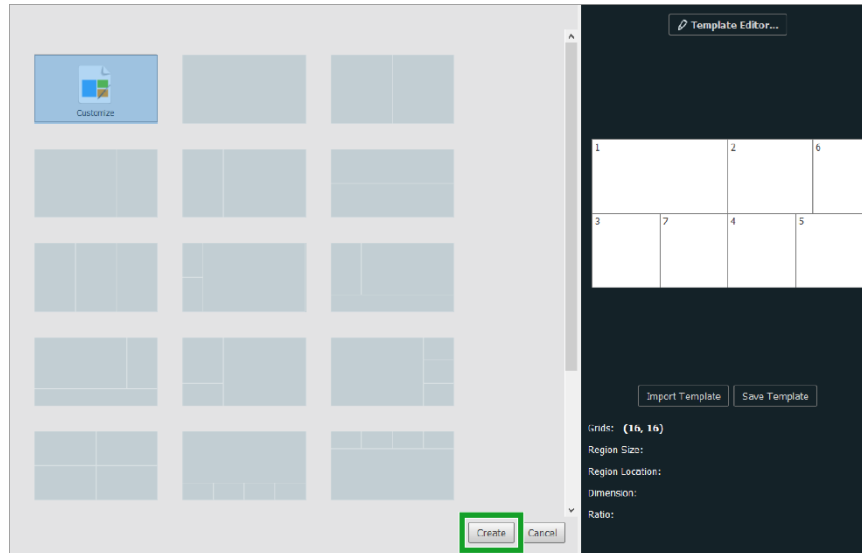 Template Editor...
Customize
1 2 6
3 7 4 5
Import Template Save Template
Grids: (16, 16)
Region Size:
Region Location:
Dimension:
Ratio:
Create Cancel